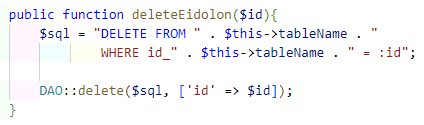 public function deleteEidolon($id){
    $sql = "DELETE FROM " . $this->tableName . "
            WHERE id_" . $this->tableName . " = :id";
    DAO::delete($sql, ['id' => $id]);
}